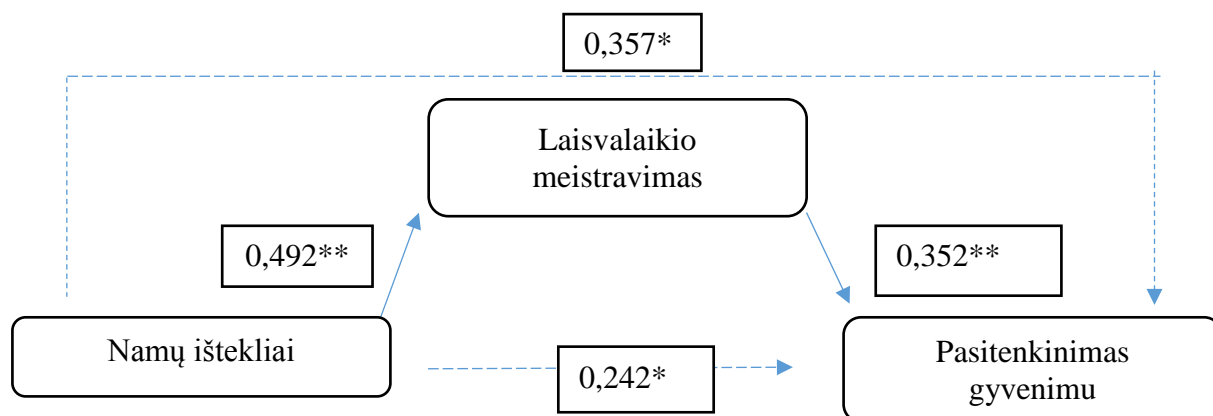 0,357*
Laisvalaikio
meistravimas
0,492**
0,352**
Namų ištekliai
0,242*
Pasitenkinimas
gyvenimu